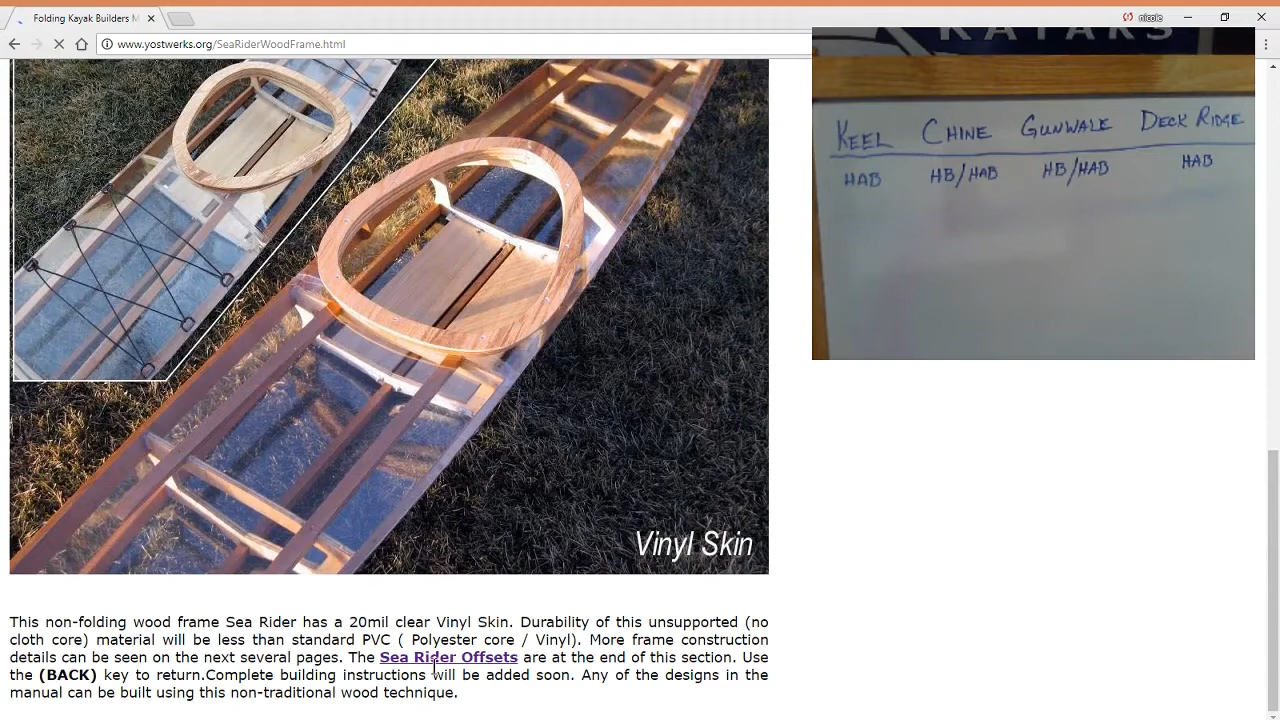 Folding Kayak Builders M
nicole
www.yostwerks.org/SeaRiderWoodFrame.html
KAYAKS
KEEL CHINE GUNWALE DECK RIDGE
HAB HB/HAB HB/HAB HAB
Vinyl Skin
This non-folding wood frame Sea Rider has a 20mil clear Vinyl Skin. Durability of this unsupported (no
cloth core) material will be less than standard PVC ( Polyester core / Vinyl). More frame construction
details can be seen on the next several pages. The Sea Rider Offsets are at the end of this section. Use
the (BACK) key to return.Complete building instructions will be added soon. Any of the designs in the
manual can be built using this non-traditional wood technique.